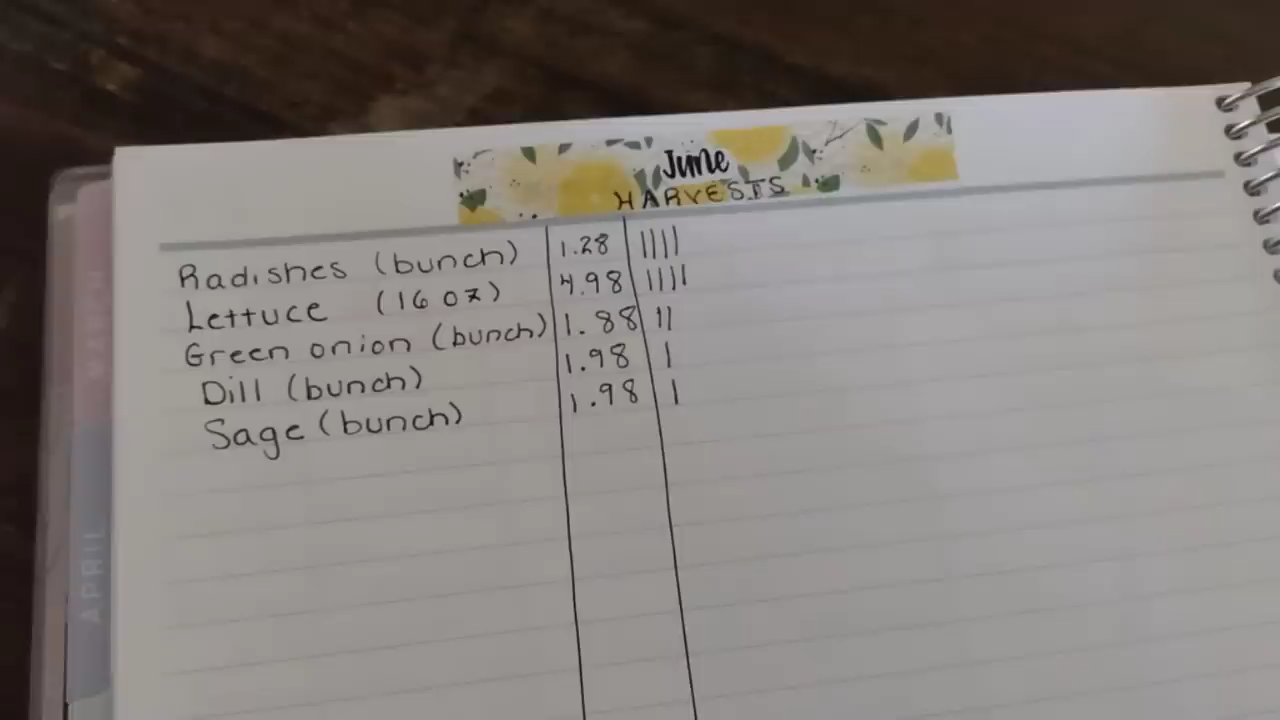 June
HARVESTS
Radishes (bunch) 1.28 ||||
Lettuce (16 oz) 4.98 ||||
Green onion (bunch) 1.88 ||
Dill (bunch) 1.98 |
Sage (bunch) 1.98 |
APRIL